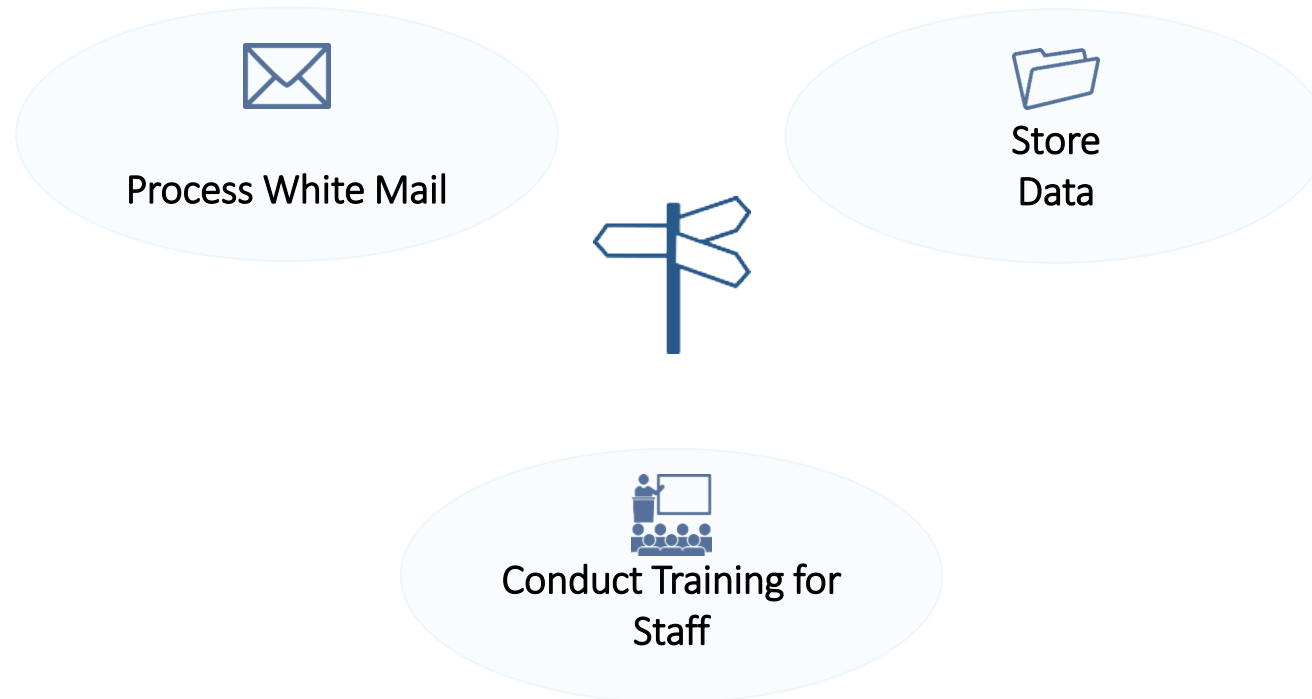 Process White Mail
Store
Data
Conduct Training for
Staff